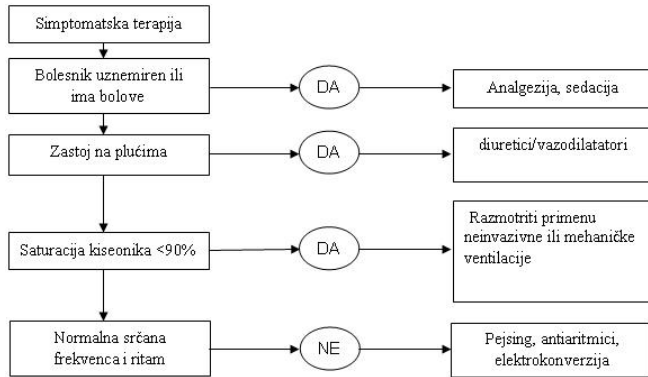 Simptomatska terapija
Bolesnik uznemiren ili
ima bolove
DA
Analgezija, sedacija
Zastoj na plućima
DA
diuretici/vazodilatatori
Saturacija kiseonika <90%
DA
Razmotriti primenu
neinvazivne ili mehaničke
ventilacije
Normalna srčana
frekvenca i ritam
NE
Pejsing, antiaritmici,
elektrokonverzija